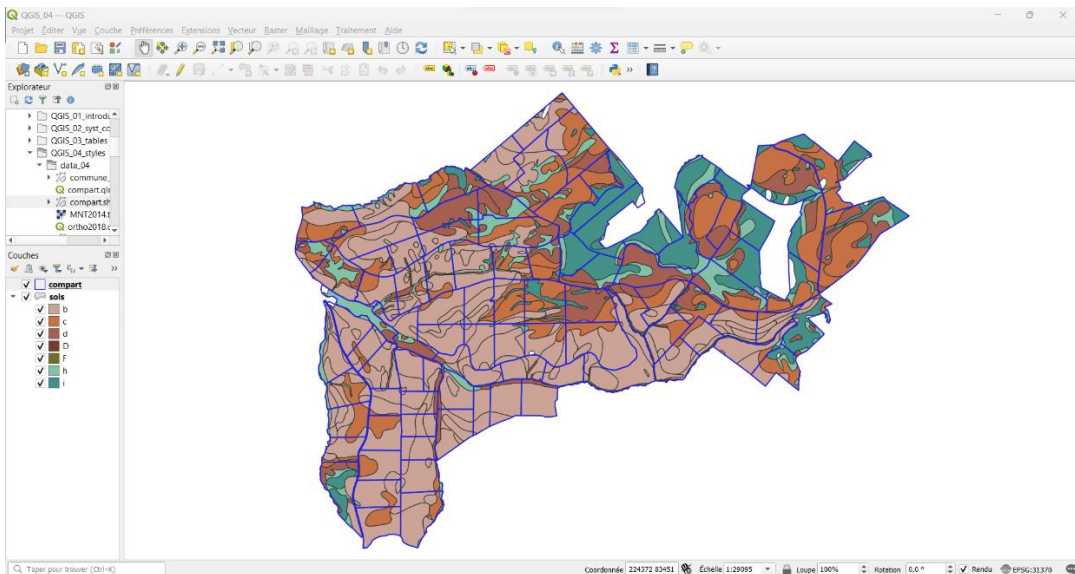 QGIS_04 — QGIS
Projet Éditer Vue Couche Préférences Extensions Vecteur Raster Maillage Traitement Aide
Explorateur
QGIS_01_introdu
QGIS_02_syst_co
QGIS_03_tables
QGIS_04_styles
data_04
commune_
compart.qlr
compart.sh
MNT2014.t
ortho2018.
Couches
compart
sols
b
c
d
D
F
h
i
Taper pour trouver (Ctrl+K)
Coordonnée 224372 83451 Échelle 1:29095 Loupe 100% Rotation 0,0 ° Rendu EPSG:31370